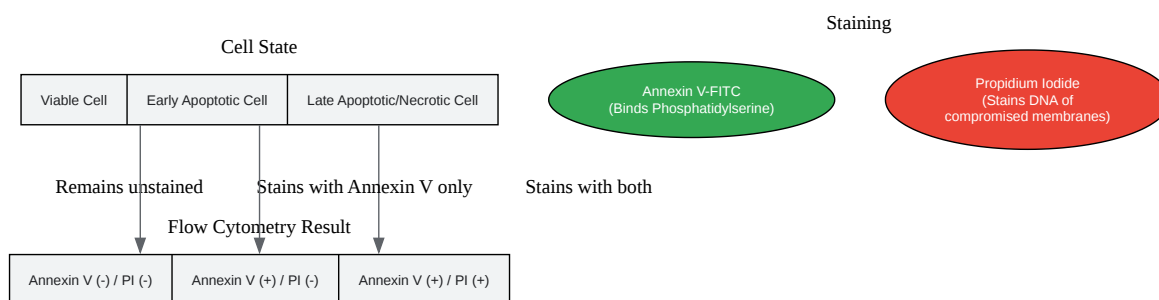 Staining
Cell State
Viable Cell
Early Apoptotic Cell
Late Apoptotic/Necrotic Cell
Annexin V-FITC
(Binds Phosphatidylserine)
Propidium Iodide
(Stains DNA of
compromised membranes)
Remains unstained
Stains with Annexin V only
Stains with both
Flow Cytometry Result
Annexin V (-) / PI (-)
Annexin V (+) / PI (-)
Annexin V (+) / PI (+)